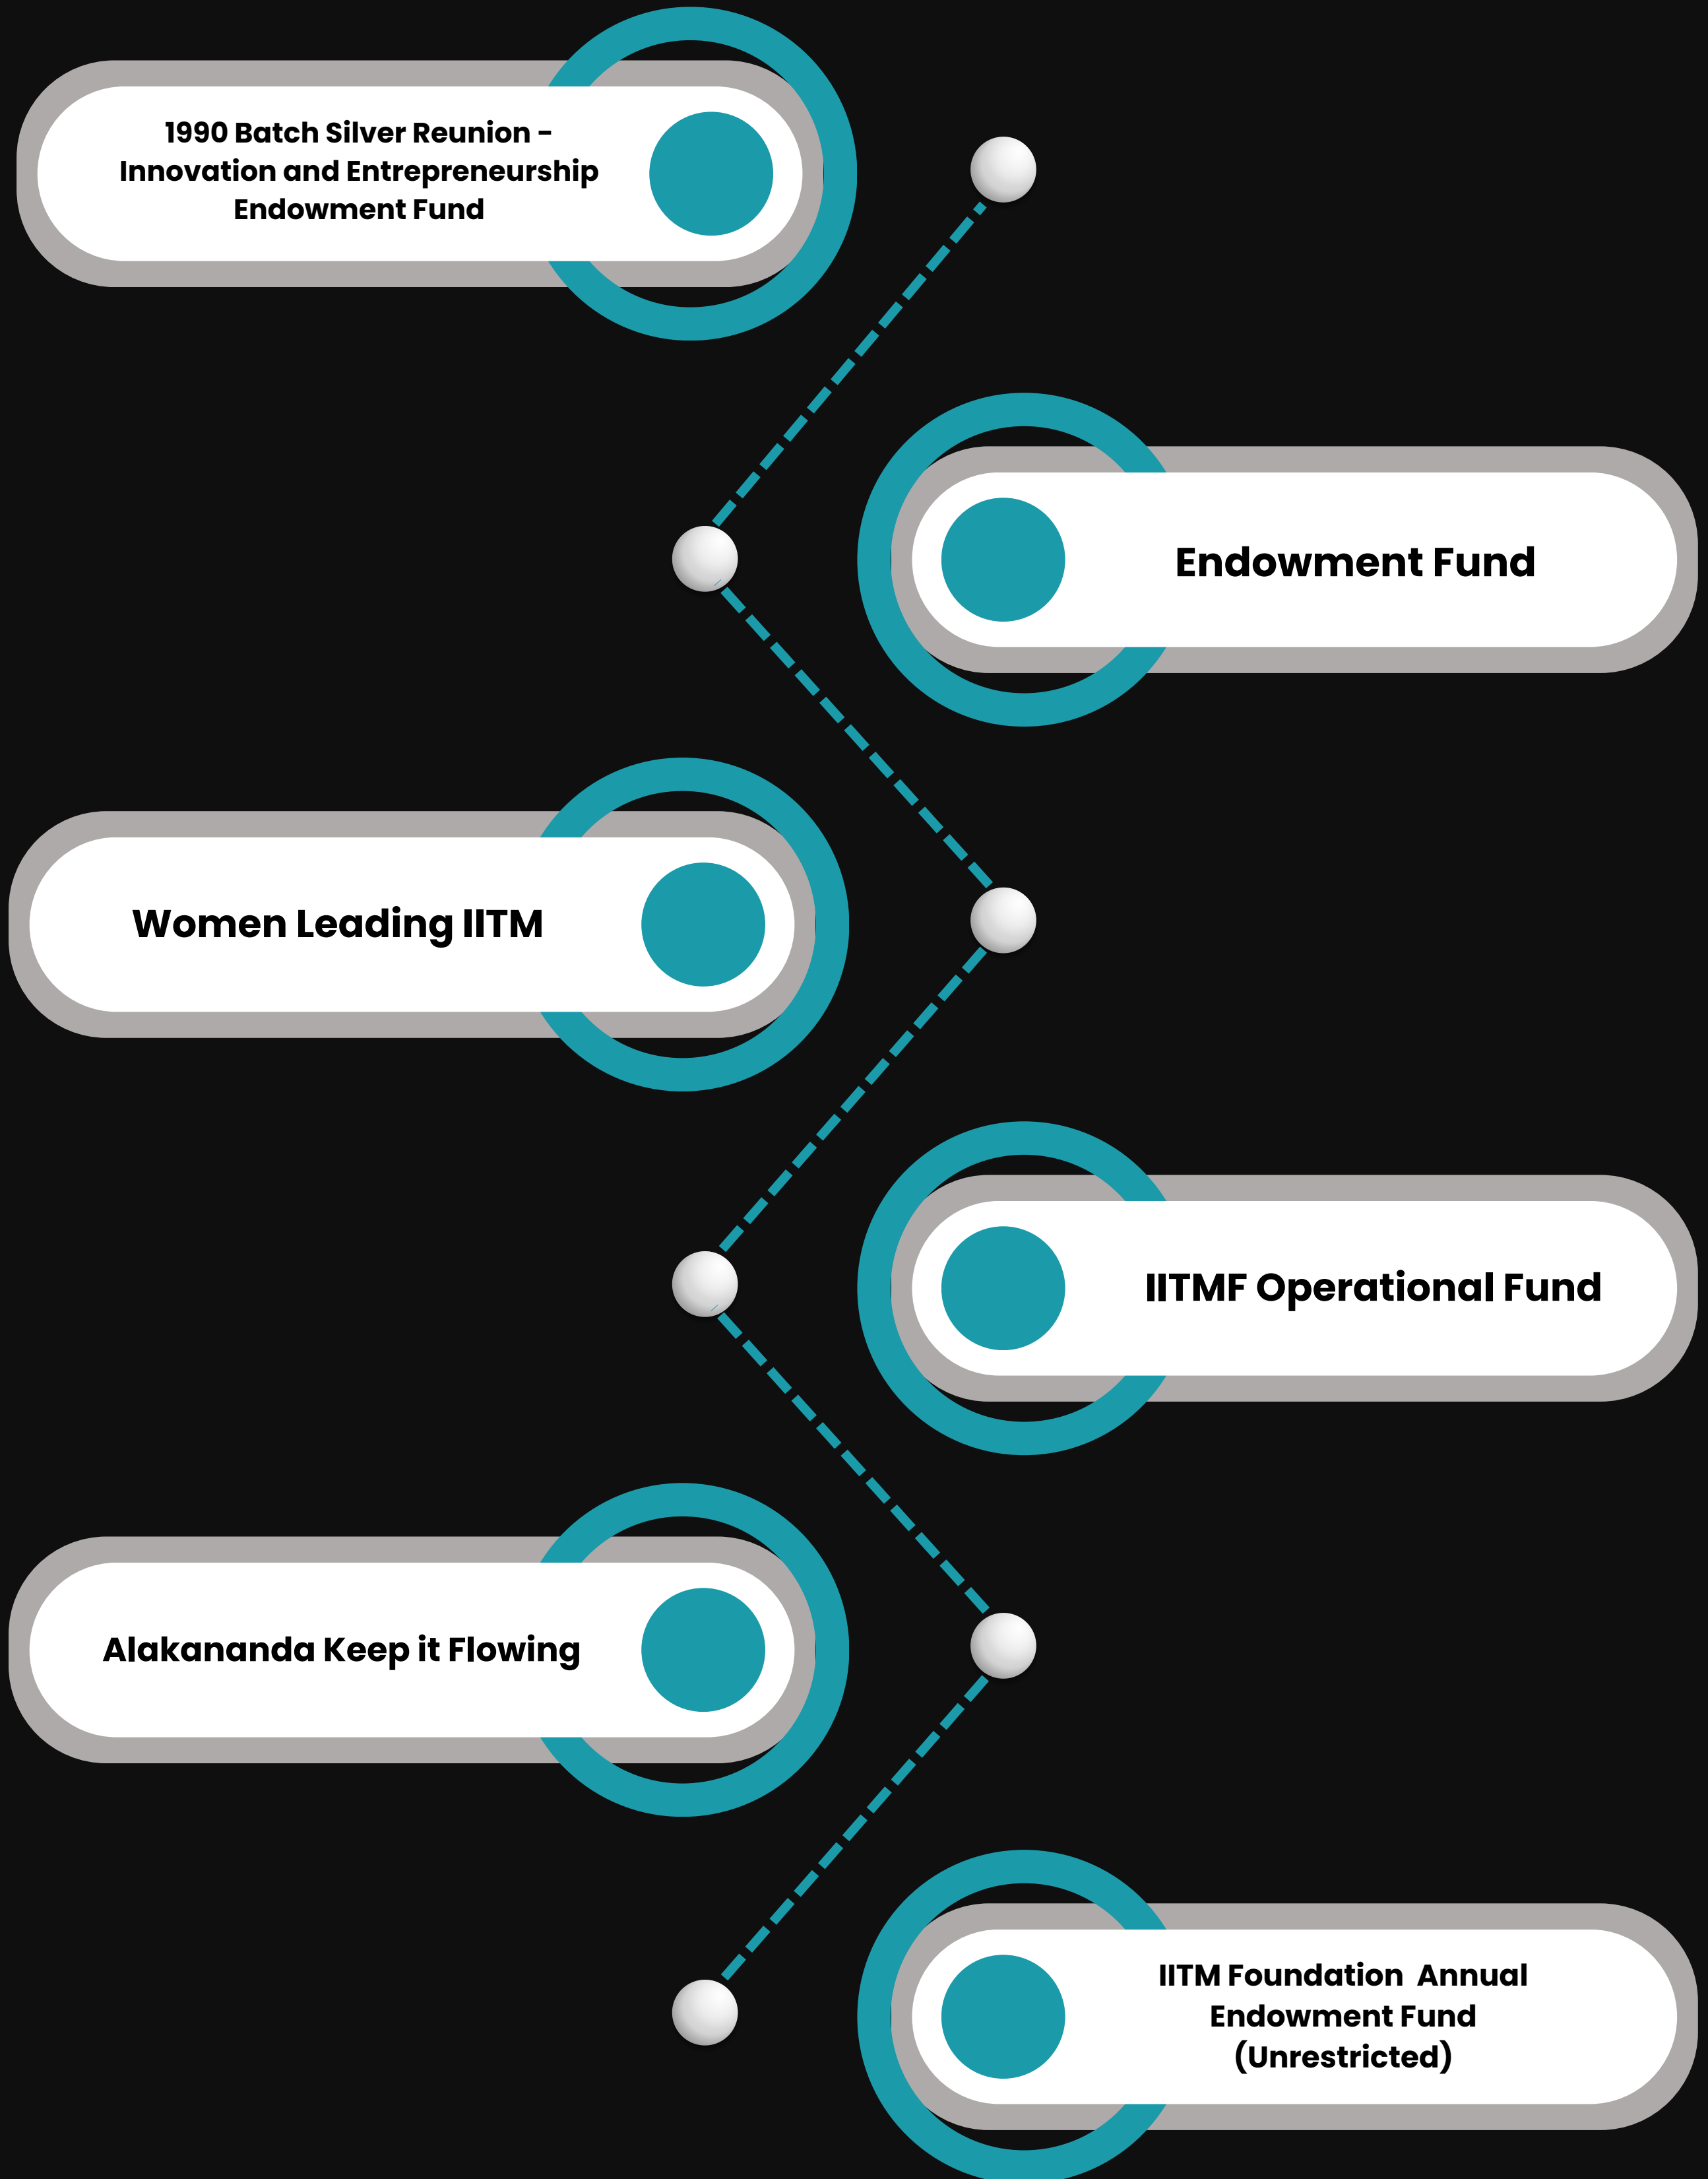 1990 Batch Silver Reunion -
Innovation and Entrepreneurship
Endowment Fund
Endowment Fund
Women Leading IITM
IITMF Operational Fund
Alakananda Keep it Flowing
IITM Foundation  Annual
Endowment Fund
(Unrestricted)